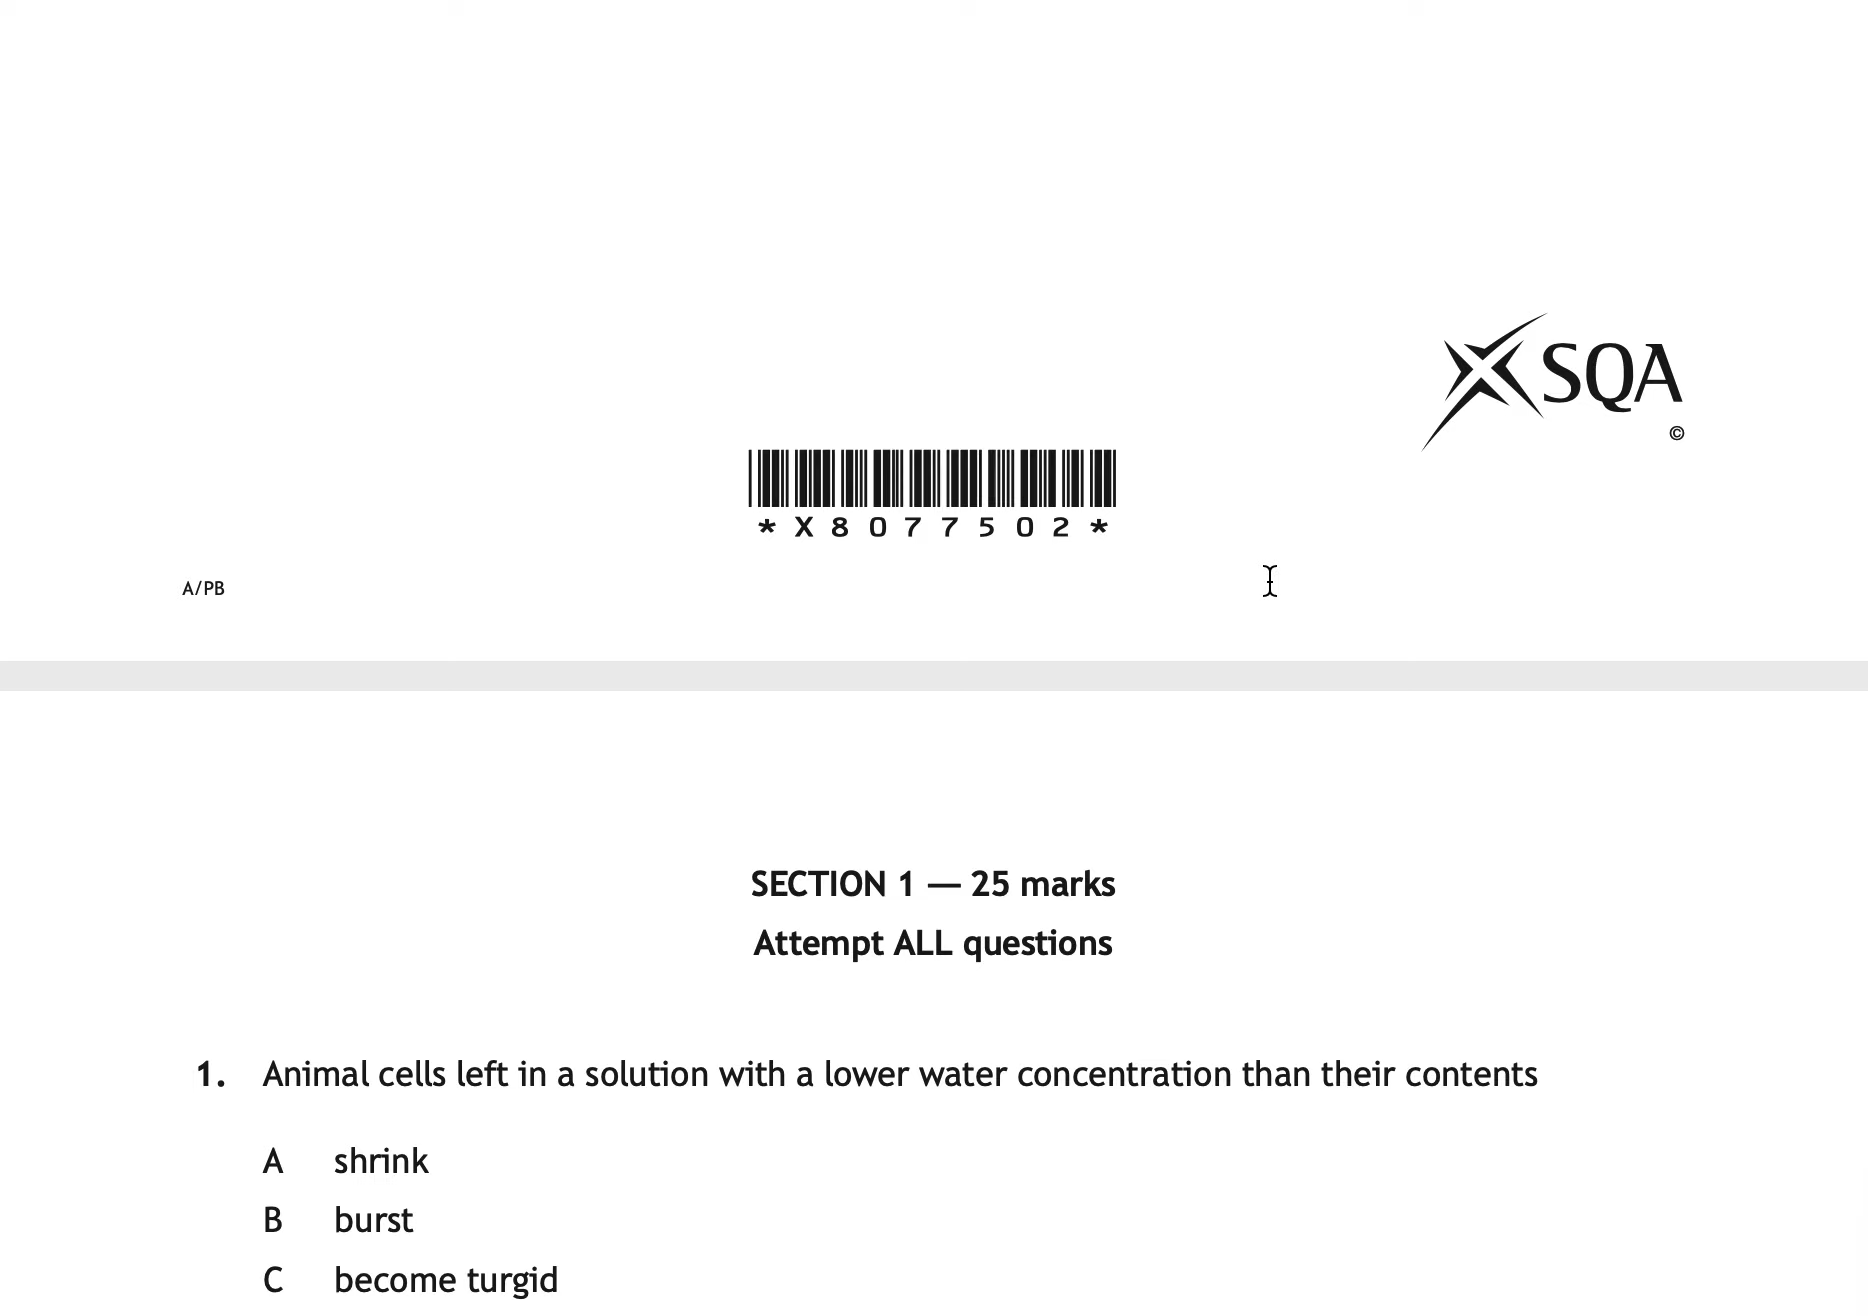 SQA
©
*X8077502*
A/PB
SECTION 1 — 25 marks
Attempt ALL questions
1. Animal cells left in a solution with a lower water concentration than their contents
A shrink
B burst
C become turgid